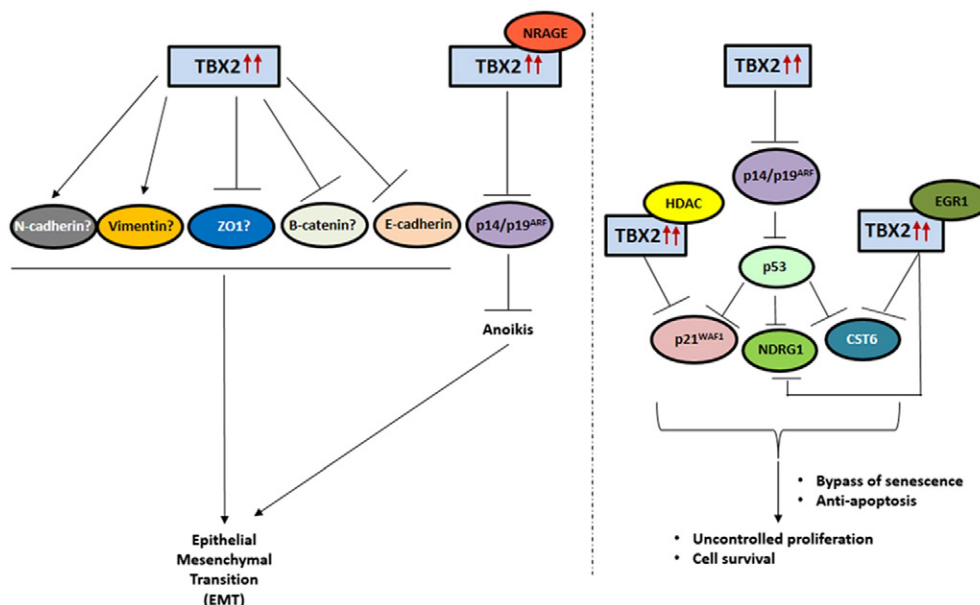 NRAGE
TBX2
TBX2
N-cadherin?
Vimentin?
ZO1?
B-catenin?
E-cadherin
p14/p19ARF
Anoikis
Epithelial
Mesenchymal
Transition
(EMT)
TBX2
p14/p19ARF
HDAC
TBX2
EGR1
TBX2
p53
p21WAF1
NDRG1
CST6
• Bypass of senescence
• Anti-apoptosis
• Uncontrolled proliferation
• Cell survival